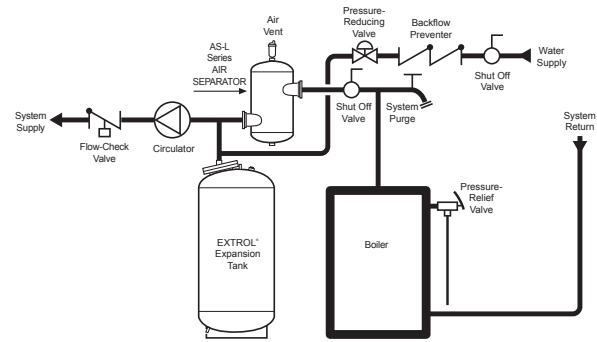 Air
Vent
Pressure-
Reducing
Valve
Backflow
Preventer
Water
Supply
Shut Off
Valve
AS-L
Series
AIR
SEPARATOR
Shut Off
Valve
System
Purge
System
Supply
Flow-Check
Valve
Circulator
System
Return
Pressure-
Relief
Valve
EXTROL®
Expansion
Tank
Boiler